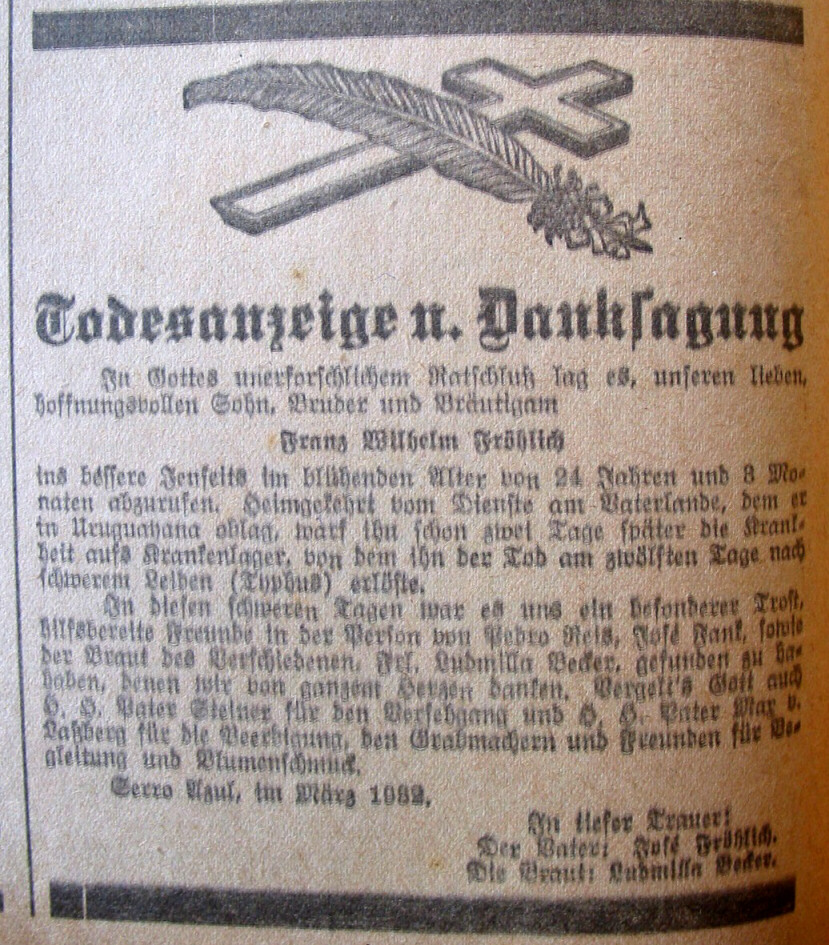 Todesanzeige u. Danksagung
In Gottes unerforschlichem Ratschluß lag es, unseren lieben,
hoffnungsvollen Sohn, Bruder und Bräutigam
Franz Wilhelm Fröhlich
ins bessere Jenseits im blühenden Alter von 24 Jahren und 8 Mo-
naten abzurufen. Heimgekehrt vom Dienste am Vaterlande, dem er
in Uruguayana oblag, warf ihn schon zwei Tage später die Krank-
heit aufs Krankenlager, von dem ihn der Tod am zwölften Tage nach
schwerem Leiden (Typhus) erlöste.
In diesen schweren Tagen war es uns ein besonderer Trost,
hilfsbereite Freunde in der Person von Pedro Reis, José Fank, sowie
der Braut des Verschiedenen, Frl. Ludmilla Becker, gefunden zu ha-
haben, denen wir von ganzem Herzen danken. Vergelt's Gott auch
H. H. Pater Steiner für den Versehgang und H. H. Pater Max v.
Laßberg für die Beerdigung, den Grabmachern und Freunden für Be-
gleitung und Blumenschmuck.
Serro Azul, im März 1932.
In tiefer Trauer:
Der Vater: José Fröhlich.
Die Braut: Ludmilla Becker.